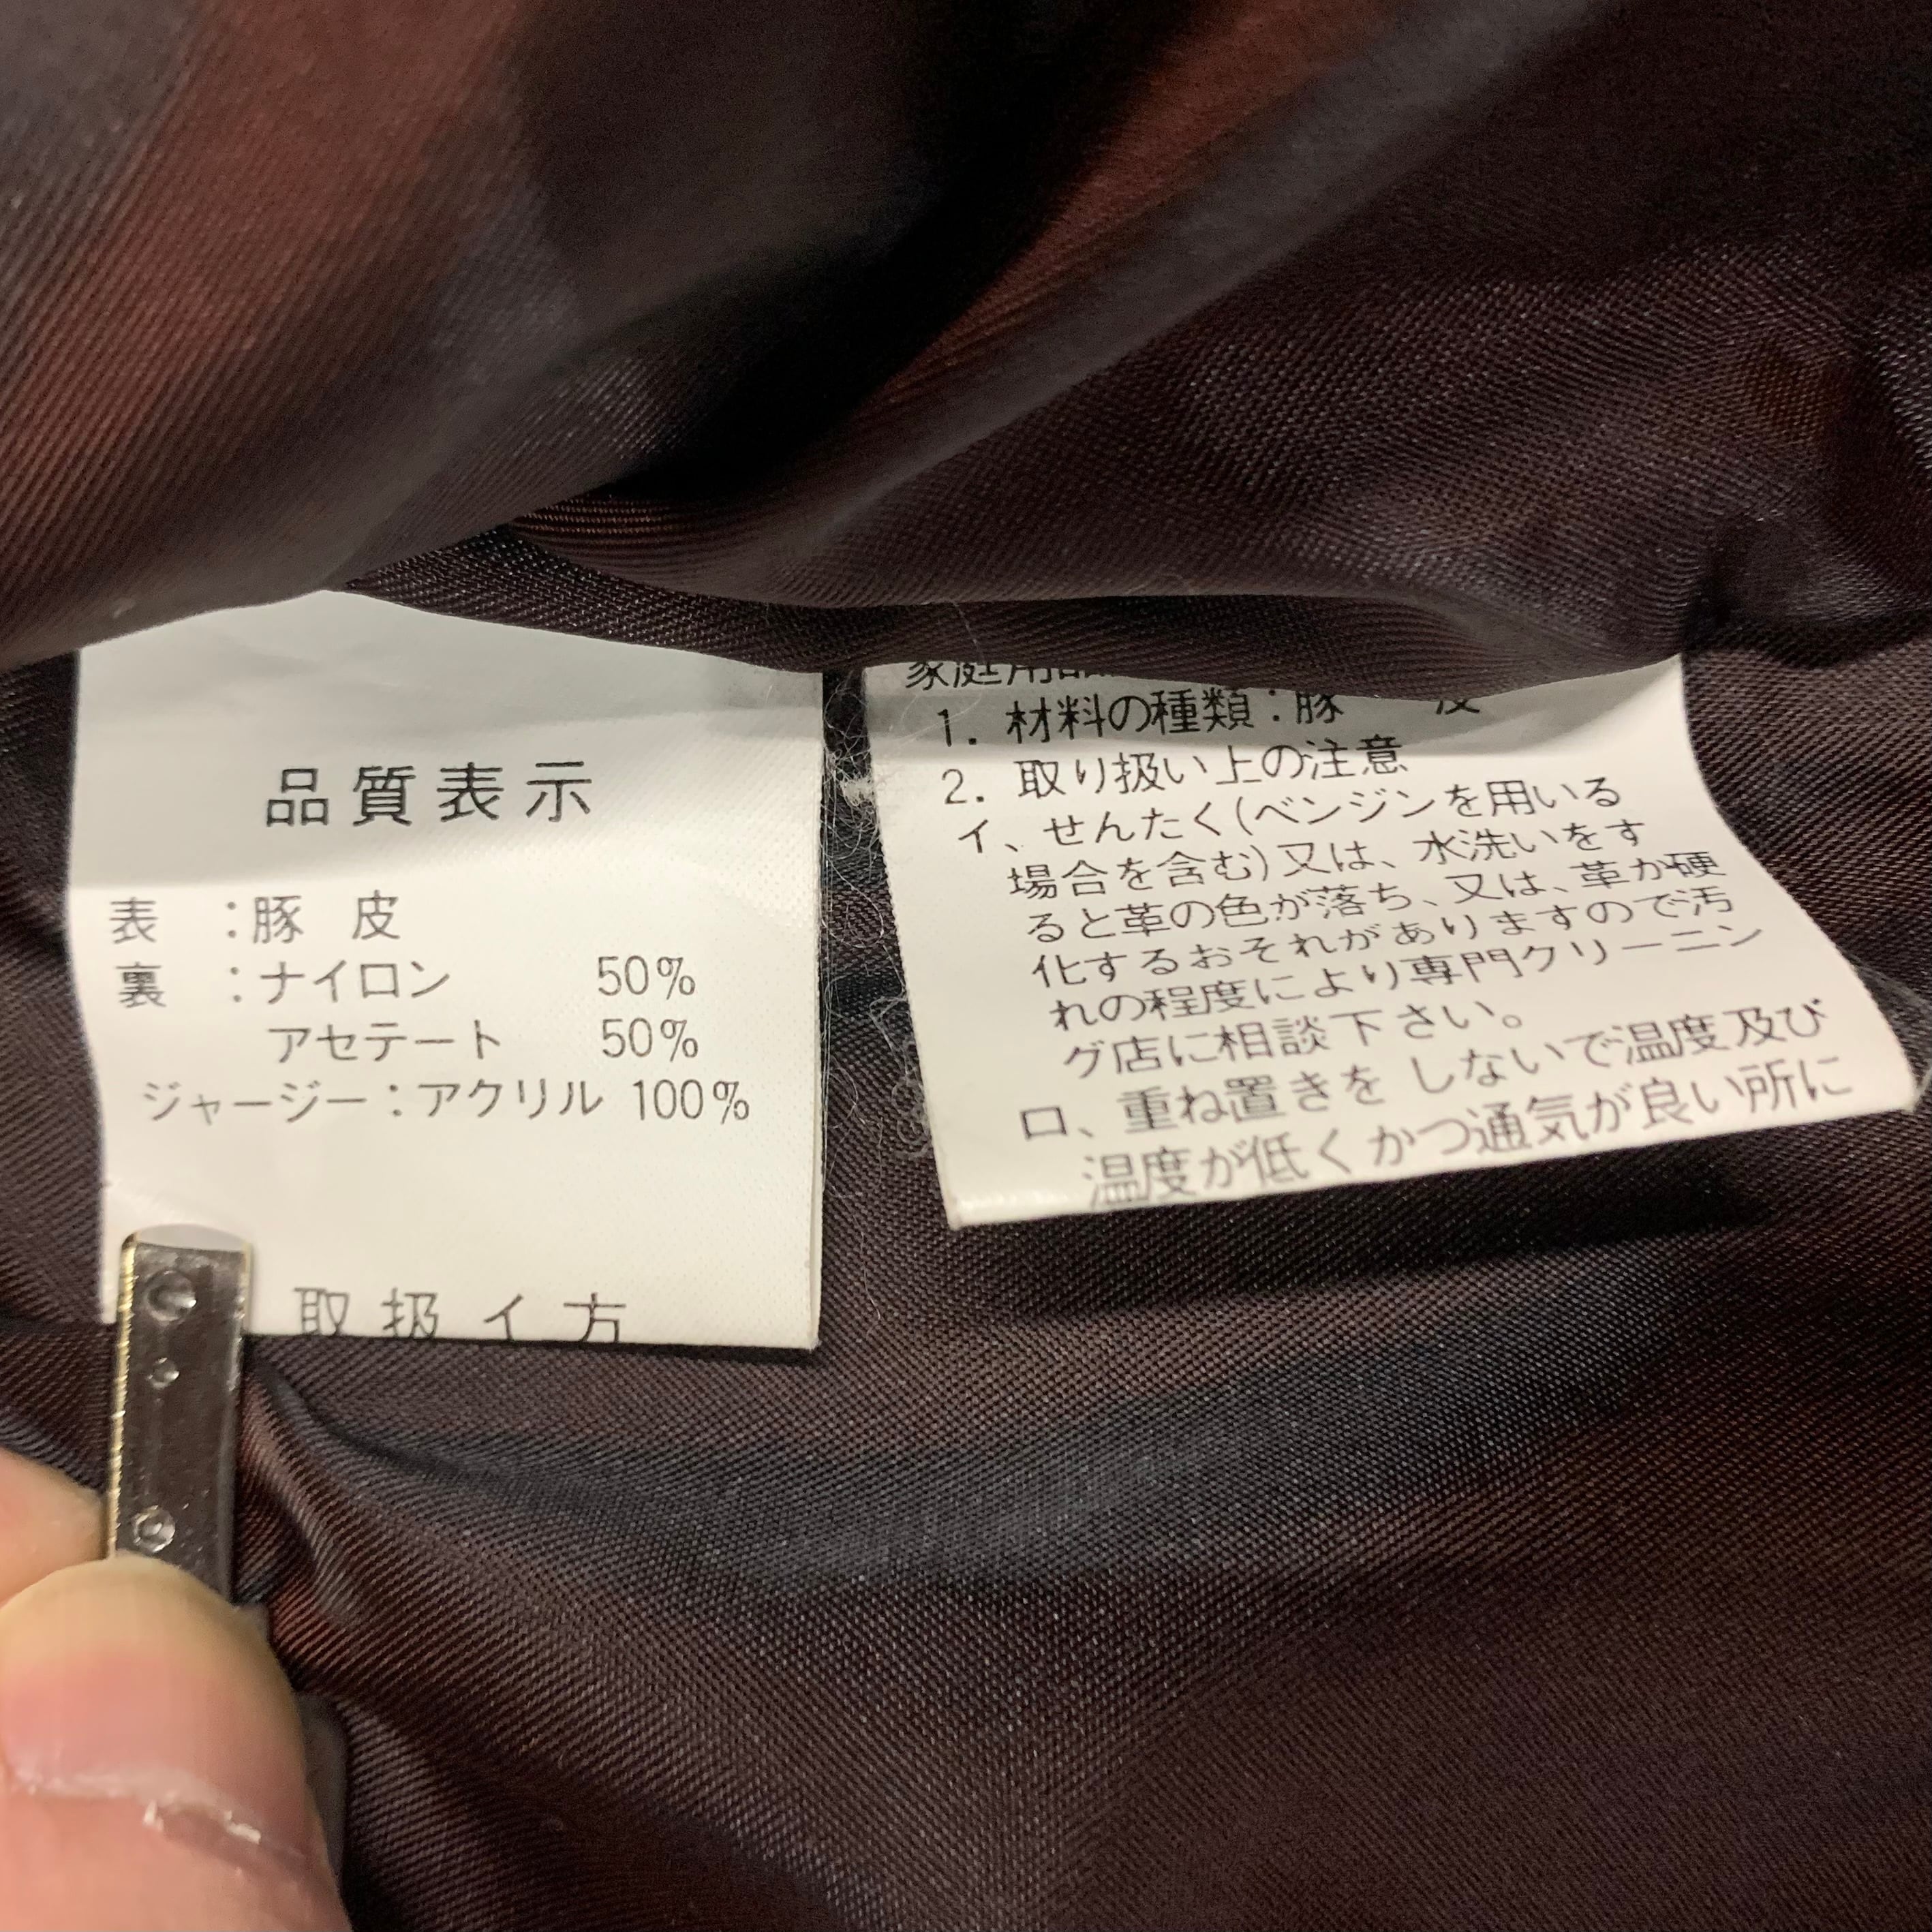 品質表示
表 :豚 皮
裏 :ナイロン 50%
アセテート 50%
ジャージー:アクリル 100%
取扱イ方
家庭用品
1. 材料の種類:豚 皮
2. 取り扱い上の注意
イ、せんたく(ベンジンを用いる
場合を含む)又は、水洗いをす
ると革の色が落ち、又は、革か硬
化するおそれがありますので汚
れの程度により専門クリーニン
グ店に相談下さい。
ロ、重ね置きを しないで温度及び
温度が低くかつ通気が良い所に